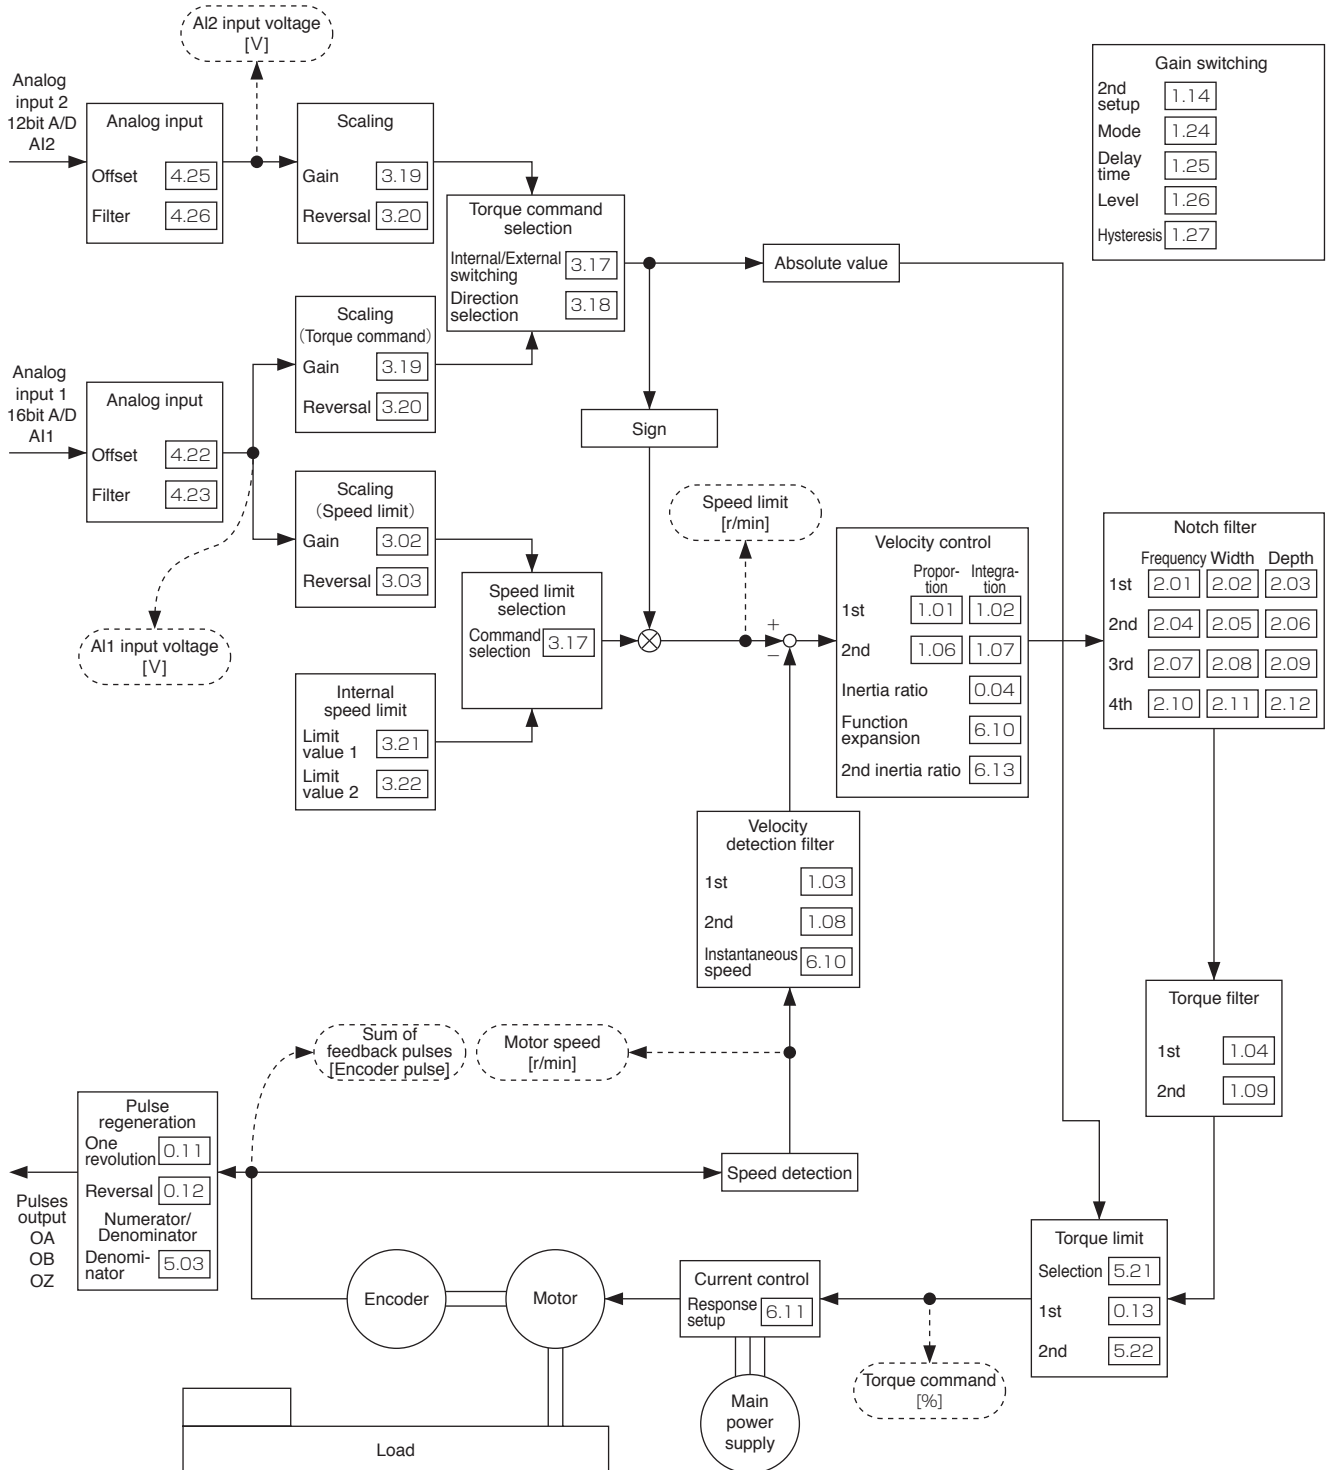 AI2 input voltage
[V]
Analog
input 2
12bit A/D
AI2
Analog input
Offset 4.25
Filter 4.26
Scaling
Gain 3.19
Reversal 3.20
Torque command
selection
Internal/External
switching 3.17
Direction
selection 3.18
Absolute value
Gain switching
2nd
setup 1.14
Mode 1.24
Delay
time 1.25
Level 1.26
Hysteresis 1.27
Scaling
(Torque command)
Gain 3.19
Reversal 3.20
Analog
input 1
16bit A/D
AI1
Analog input
Offset 4.22
Filter 4.23
Sign
Scaling
(Speed limit)
Gain 3.02
Reversal 3.03
AI1 input voltage
[V]
Speed limit
selection
Command
selection 3.17
Internal
speed limit
Limit
value 1 3.21
Limit
value 2 3.22
Speed limit
[r/min]
+
−
Velocity control
Propor-
tion
Integra-
tion
1st 1.01 1.02
2nd 1.06 1.07
Inertia ratio 0.04
Function
expansion 6.10
2nd inertia ratio 6.13
Notch filter
Frequency Width Depth
1st 2.01 2.02 2.03
2nd 2.04 2.05 2.06
3rd 2.07 2.08 2.09
4th 2.10 2.11 2.12
Velocity
detection filter
1st 1.03
2nd 1.08
Instantaneous
speed 6.10
Torque filter
1st 1.04
2nd 1.09
Sum of
feedback pulses
[Encoder pulse]
Motor speed
[r/min]
Pulse
regeneration
One
revolution 0.11
Reversal 0.12
Numerator/
Denominator
Denomi-
nator 5.03
Pulses
output
OA
OB
OZ
Speed detection
Torque limit
Selection 5.21
1st 0.13
2nd 5.22
Encoder
Motor
Current control
Response
setup 6.11
Torque command
[%]
Main
power
supply
Load